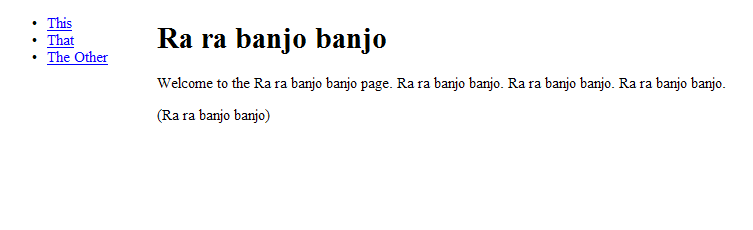 This
That
The Other
Ra ra banjo banjo
Welcome to the Ra ra banjo banjo page. Ra ra banjo banjo. Ra ra banjo banjo. Ra ra banjo banjo.
(Ra ra banjo banjo)